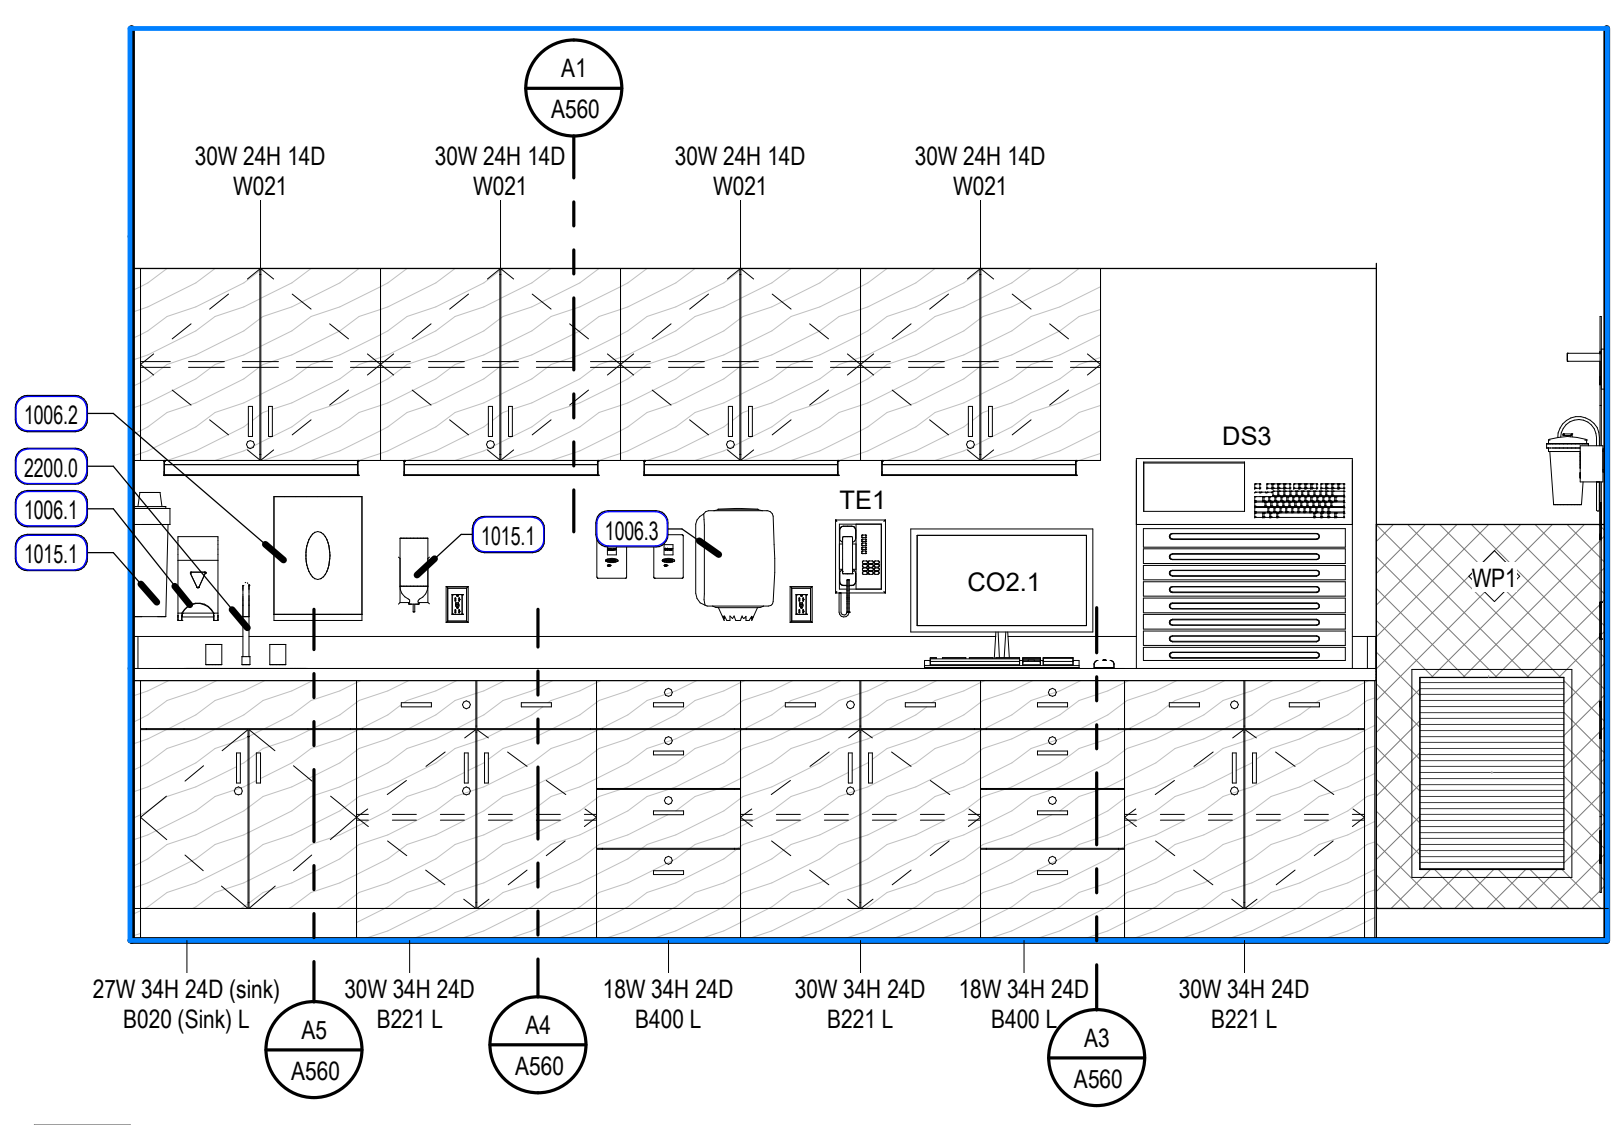 A1
A560
30W 24H 14D
W021
30W 24H 14D
W021
30W 24H 14D
W021
30W 24H 14D
W021
1006.2
2200.0
1006.1
1015.1
1015.1
1006.3
TE1
DS3
CO2.1
WP1
27W 34H 24D (sink)
B020 (Sink) L
30W 34H 24D
B221 L
18W 34H 24D
B400 L
30W 34H 24D
B221 L
18W 34H 24D
B400 L
30W 34H 24D
B221 L
A5
A560
A4
A560
A3
A560